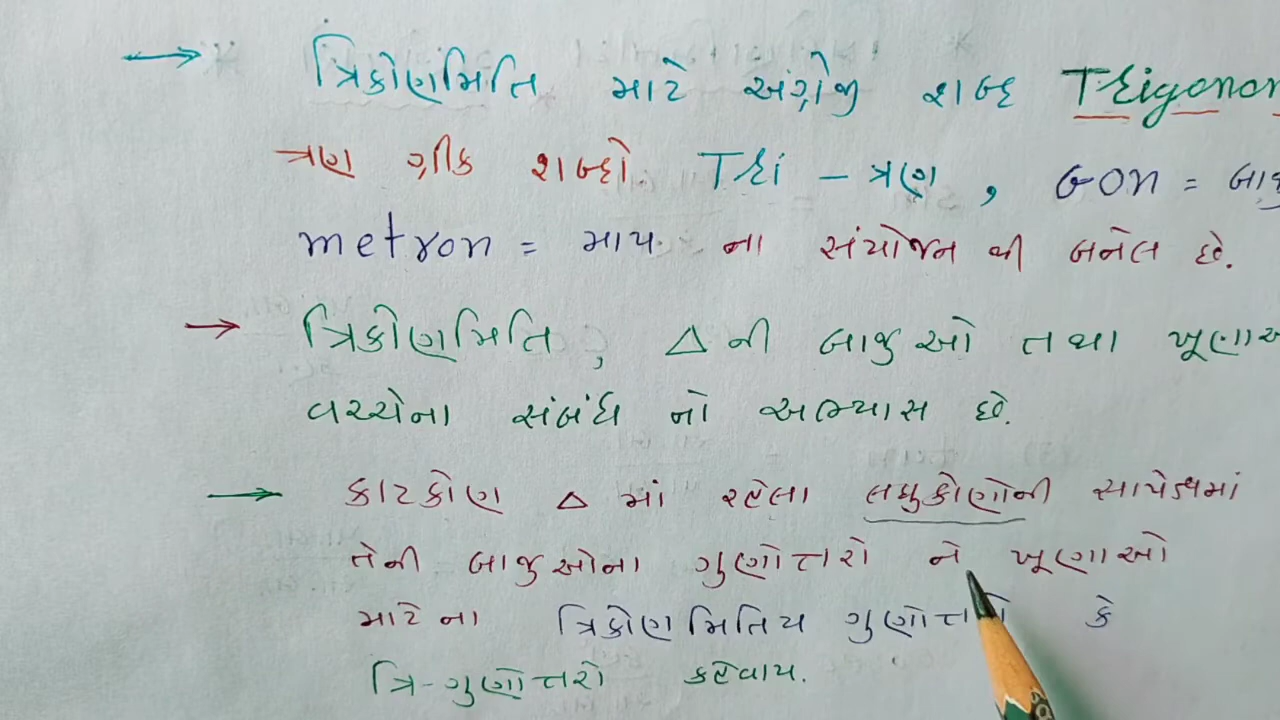 → ત્રિકોણમિતિ માટે અંગ્રેજી શબ્દ Trigonom
ત્રણ ગ્રીક શબ્દો Tri – ત્રણ , Gon = બાજુ
metron = માપ ના સંયોજન થી બનેલ છે.
→ ત્રિકોણમિતિ, △ ની બાજુઓ તથા ખૂણાઓ
વચ્ચેના સંબંધ નો અભ્યાસ છે.
→ કાટકોણ △ માં રહેલા લઘુકોણોની સાપેક્ષમાં
તેની બાજુઓના ગુણોત્તરો ને ખૂણાઓ
માટેના ત્રિકોણમિતિય ગુણોત્તરો કે
ત્રિ-ગુણોત્તરો કહેવાય.